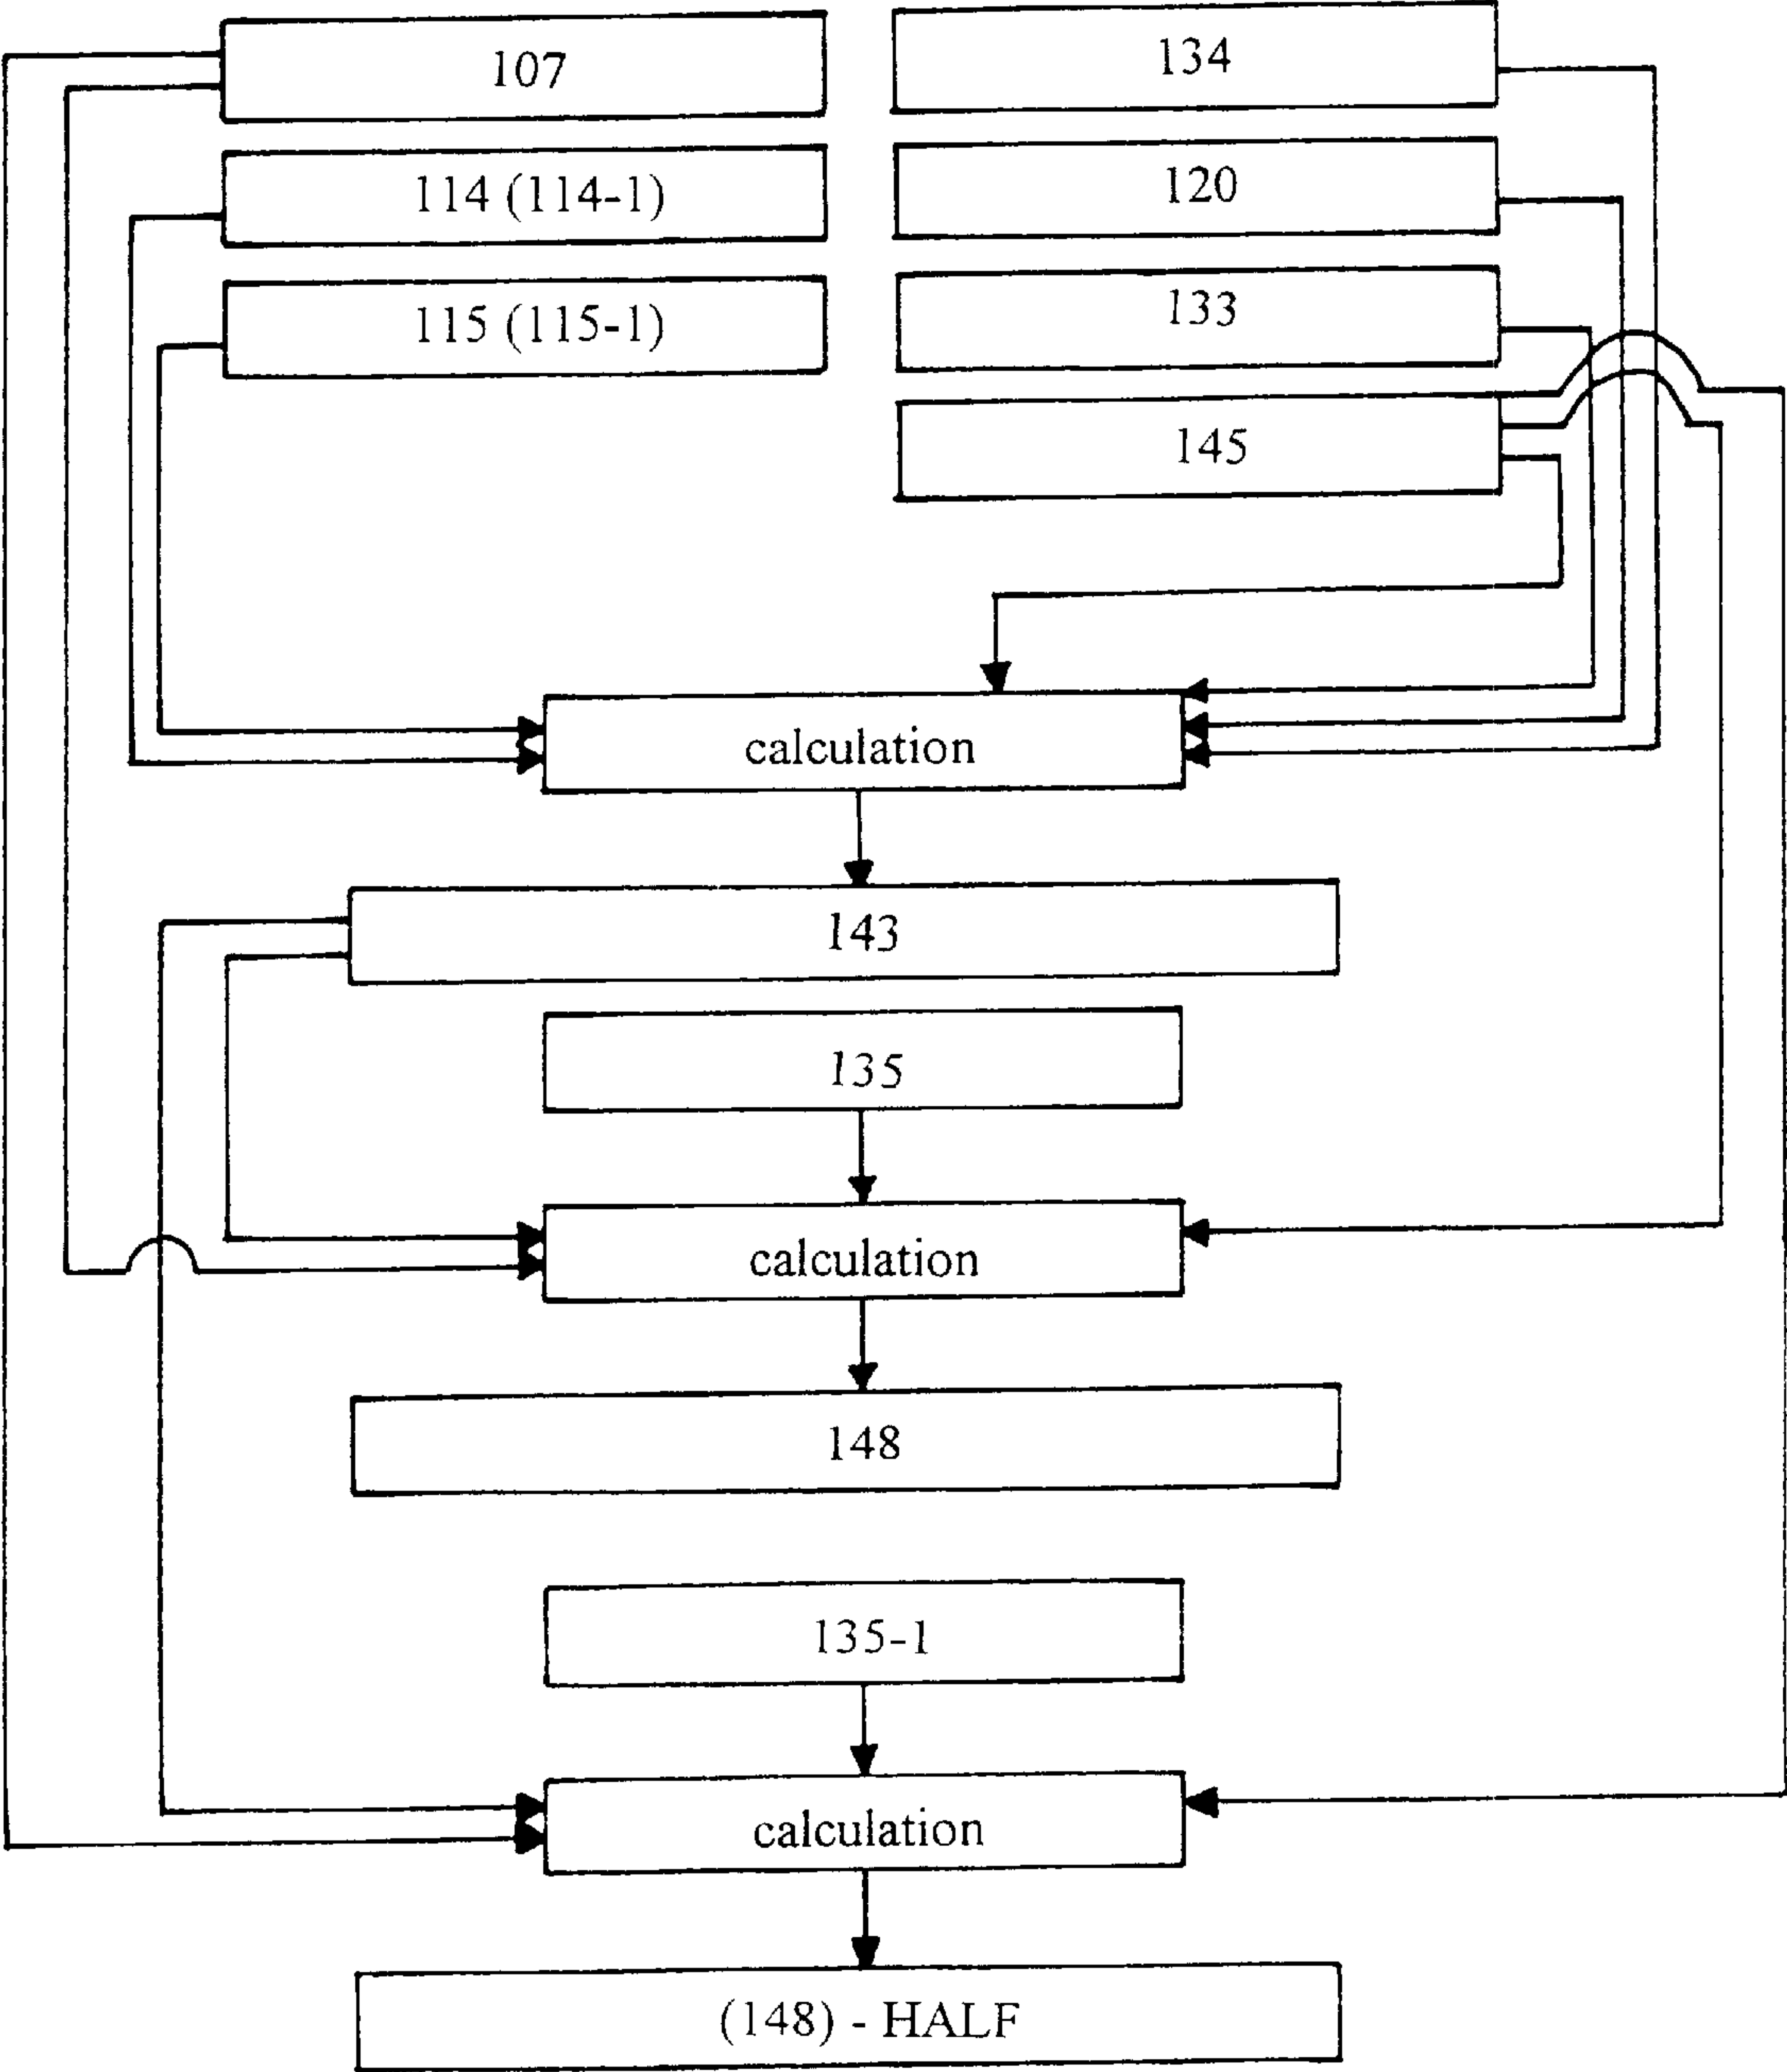 107
134
114 (114-1)
120
115 (115-1)
133
145
calculation
143
135
calculation
148
135-1
calculation
(148) - HALF